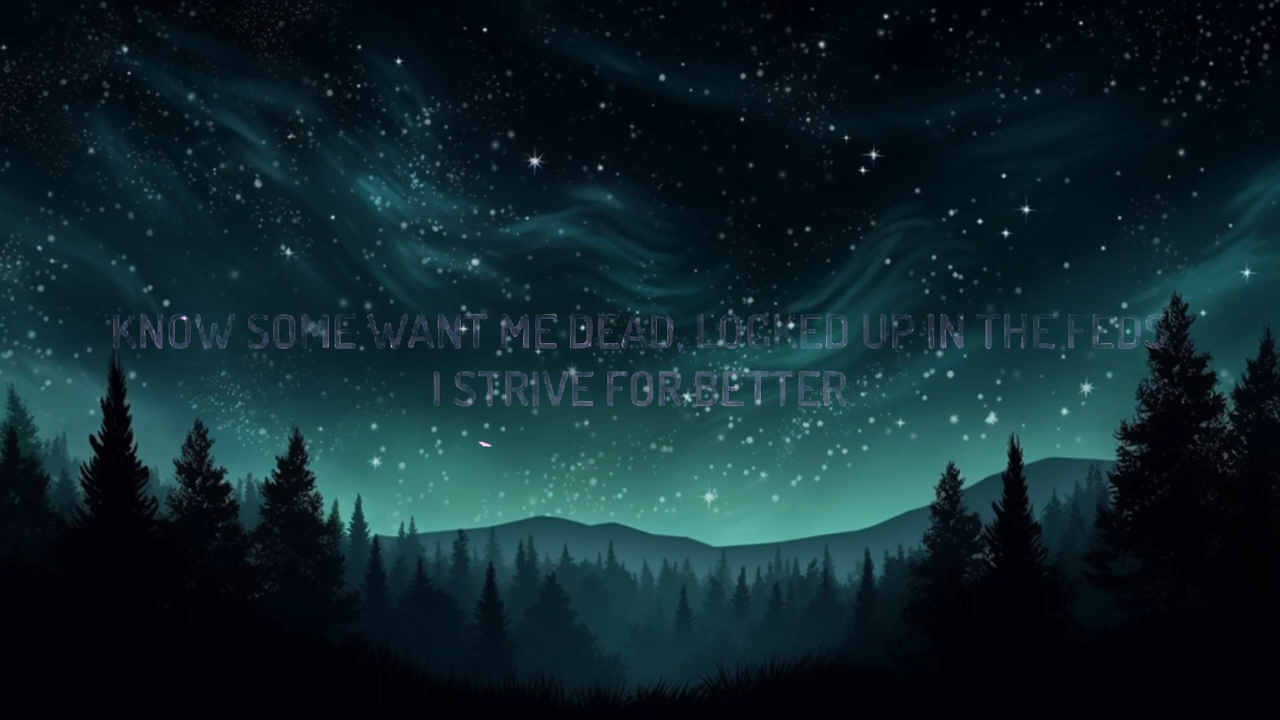 KNOW SOME WANT ME DEAD, LOCKED UP IN THE FEDS
I STRIVE FOR BETTER